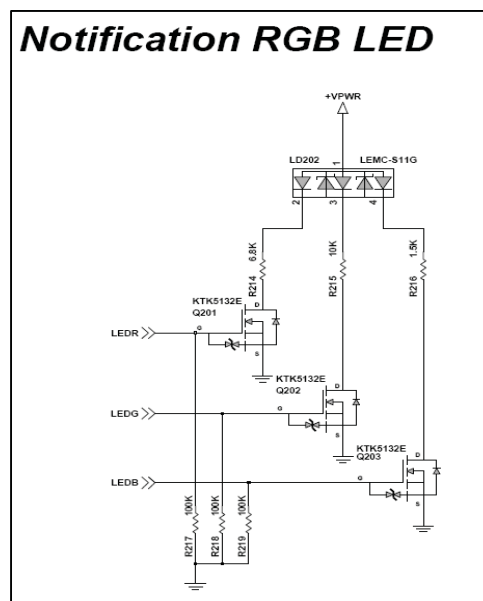 Notification RGB LED
+VPWR
1
LD202 LEMC-S11G
2 3 4
6.8K 10K 1.5K
R214 R215 R216
KTK5132E
Q201
D
LEDR G
S
KTK5132E
Q202
D
LEDG G
S
KTK5132E
Q203
D
LEDB G
S
100K 100K 100K
R217 R218 R219